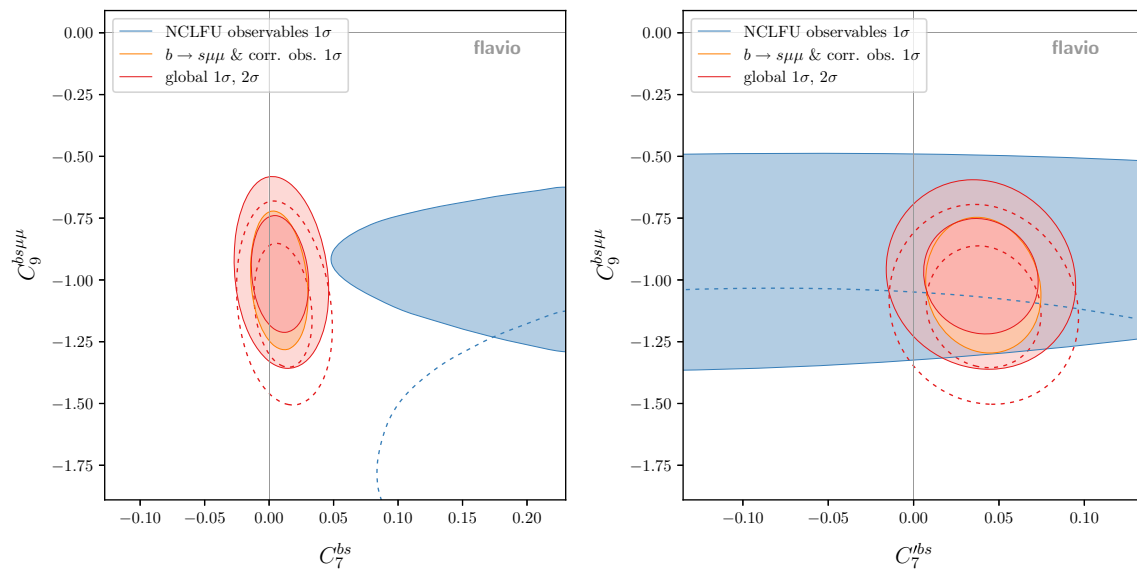 NCLFU observables 1σ
b → sμμ & corr. obs. 1σ
global 1σ, 2σ
flavio
0.00
−0.25
−0.50
−0.75
−1.00
−1.25
−1.50
−1.75
C_9^{bsμμ}
−0.10
−0.05
0.00
0.05
0.10
0.15
0.20
C_7^{bs}
NCLFU observables 1σ
b → sμμ & corr. obs. 1σ
global 1σ, 2σ
flavio
0.00
−0.25
−0.50
−0.75
−1.00
−1.25
−1.50
−1.75
C_9^{bsμμ}
−0.10
−0.05
0.00
0.05
0.10
C_7^{′bs}